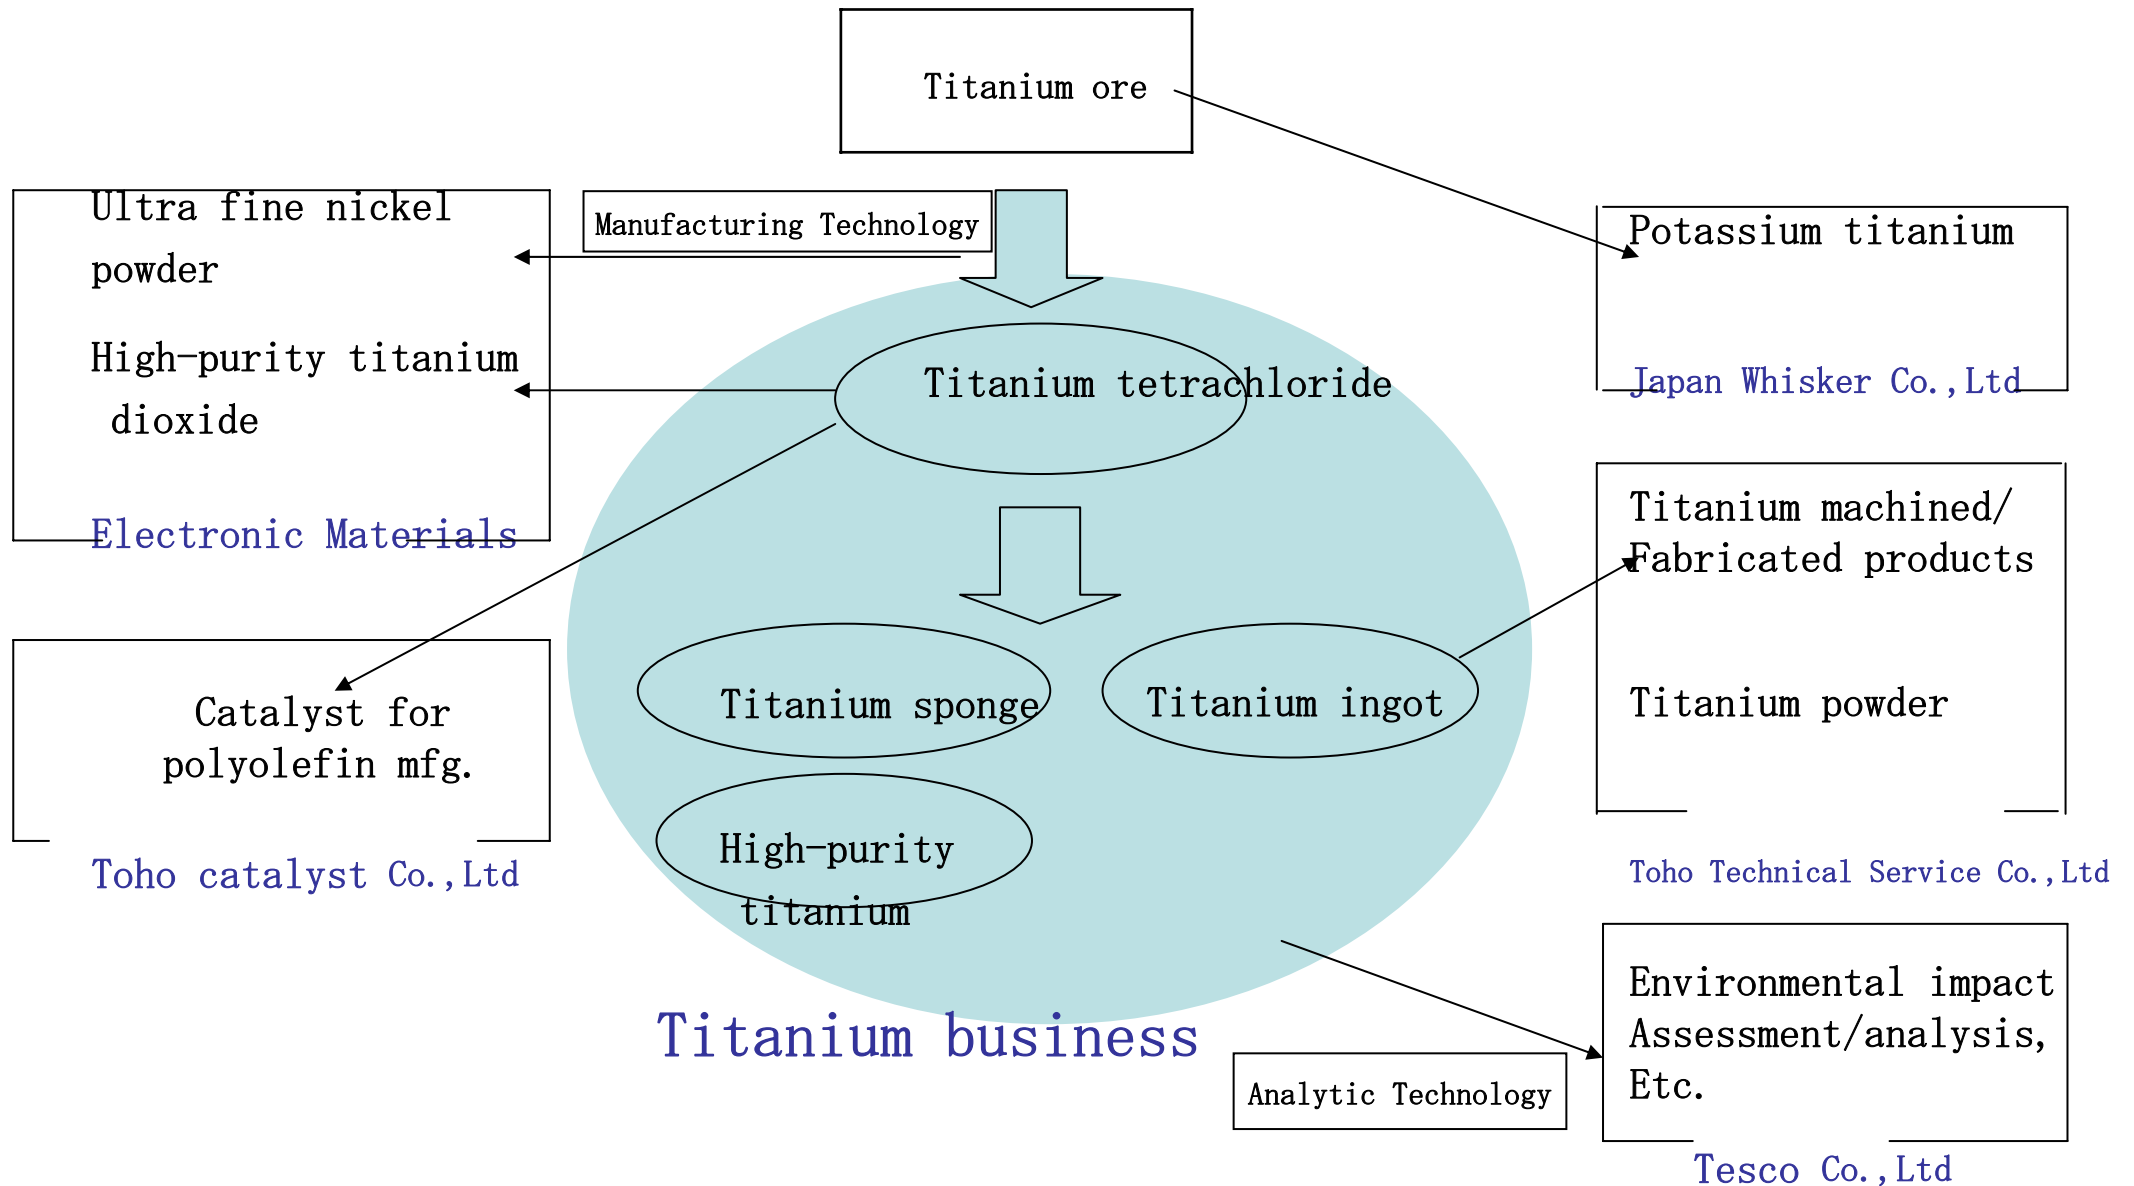 Titanium ore
Manufacturing Technology
Ultra fine nickel
powder
High-purity titanium
dioxide
Electronic Materials
Potassium titanium
Japan Whisker Co.,Ltd
Titanium tetrachloride
Titanium machined/
Fabricated products
Titanium powder
Toho Technical Service Co.,Ltd
Catalyst for
polyolefin mfg.
Toho catalyst Co.,Ltd
Titanium sponge
Titanium ingot
High-purity
titanium
Titanium business
Analytic Technology
Environmental impact
Assessment/analysis,
Etc.
Tesco Co.,Ltd